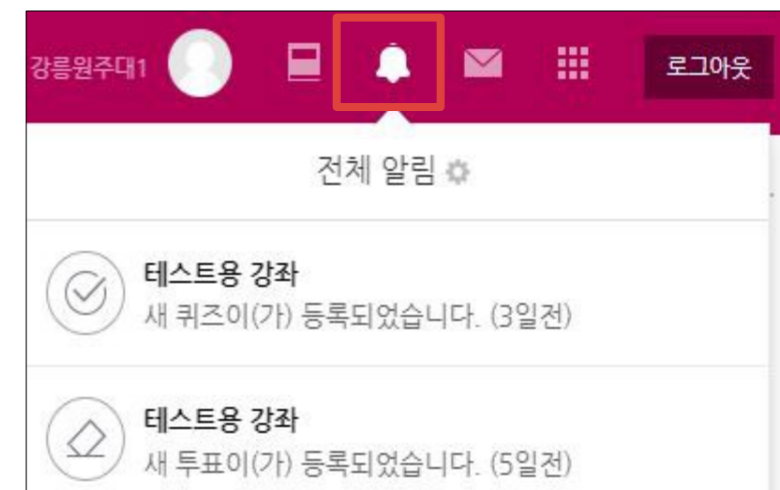 강릉원주대1
로그아웃
전체 알림
테스트용 강좌
새 퀴즈이(가) 등록되었습니다. (3일전)
테스트용 강좌
새 투표이(가) 등록되었습니다. (5일전)